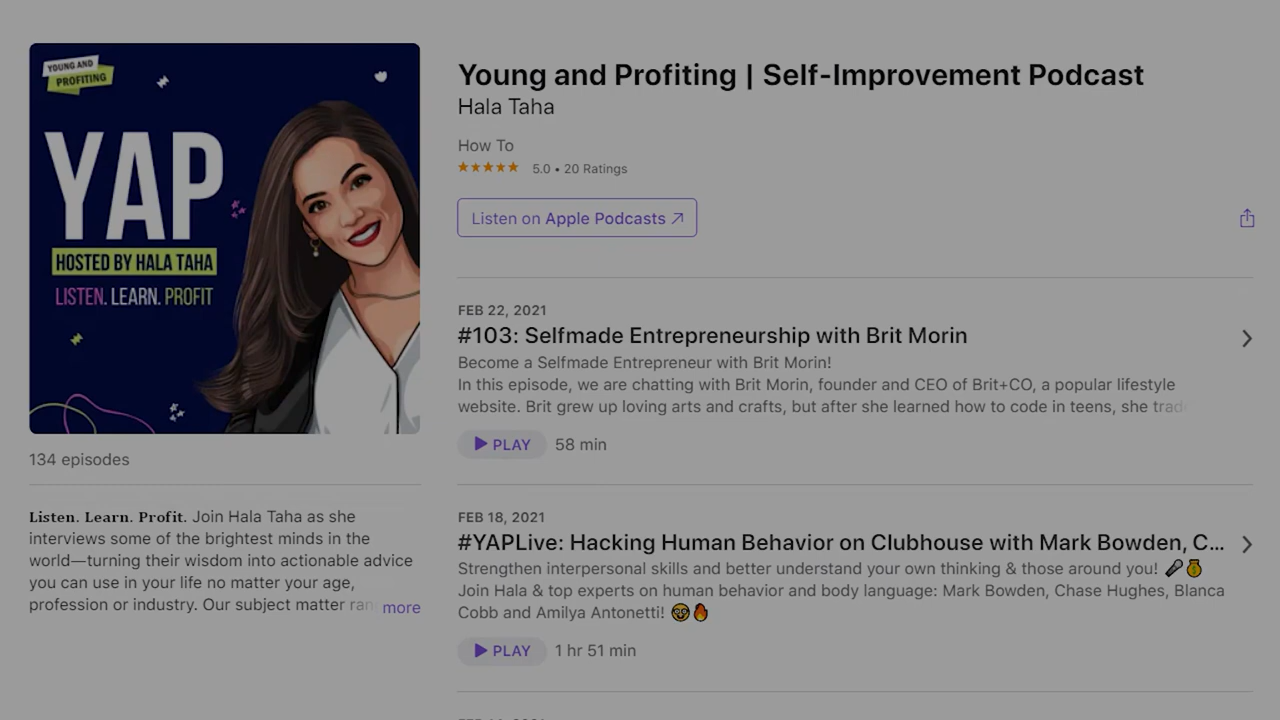 YOUNG AND
PROFITING
YAP
HOSTED BY HALA TAHA
LISTEN. LEARN. PROFIT
134 episodes
Listen. Learn. Profit. Join Hala Taha as she
interviews some of the brightest minds in the
world—turning their wisdom into actionable advice
you can use in your life no matter your age,
profession or industry. Our subject matter ran more
Young and Profiting | Self-Improvement Podcast
Hala Taha
How To
★★★★★ 5.0 • 20 Ratings
Listen on Apple Podcasts ↗
FEB 22, 2021
#103: Selfmade Entrepreneurship with Brit Morin
Become a Selfmade Entrepreneur with Brit Morin!
In this episode, we are chatting with Brit Morin, founder and CEO of Brit+CO, a popular lifestyle
website. Brit grew up loving arts and crafts, but after she learned how to code in teens, she trad
▶ PLAY 58 min
FEB 18, 2021
#YAPLive: Hacking Human Behavior on Clubhouse with Mark Bowden, C...
Strengthen interpersonal skills and better understand your own thinking & those around you! 🎤💰
Join Hala & top experts on human behavior and body language: Mark Bowden, Chase Hughes, Blanca
Cobb and Amilya Antonetti! 🤓🔥
▶ PLAY 1 hr 51 min